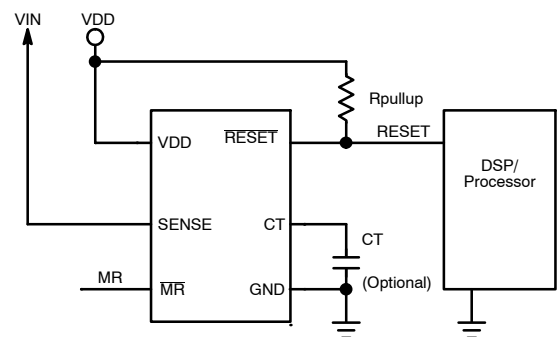 VIN
VDD
Rpullup
VDD
RESET
RESET
DSP/
Processor
SENSE
CT
CT
MR
MR
GND
(Optional)